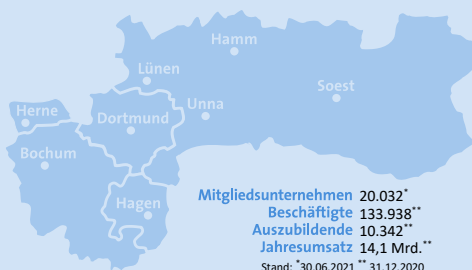 Hamm
Lünen
Soest
Unna
Herne
Dortmund
Bochum
Hagen
Mitgliedsunternehmen 20.032*
Beschäftigte 133.938**
Auszubildende 10.342**
Jahresumsatz 14,1 Mrd.**
Stand: *30.06.2021 ** 31.12.2020